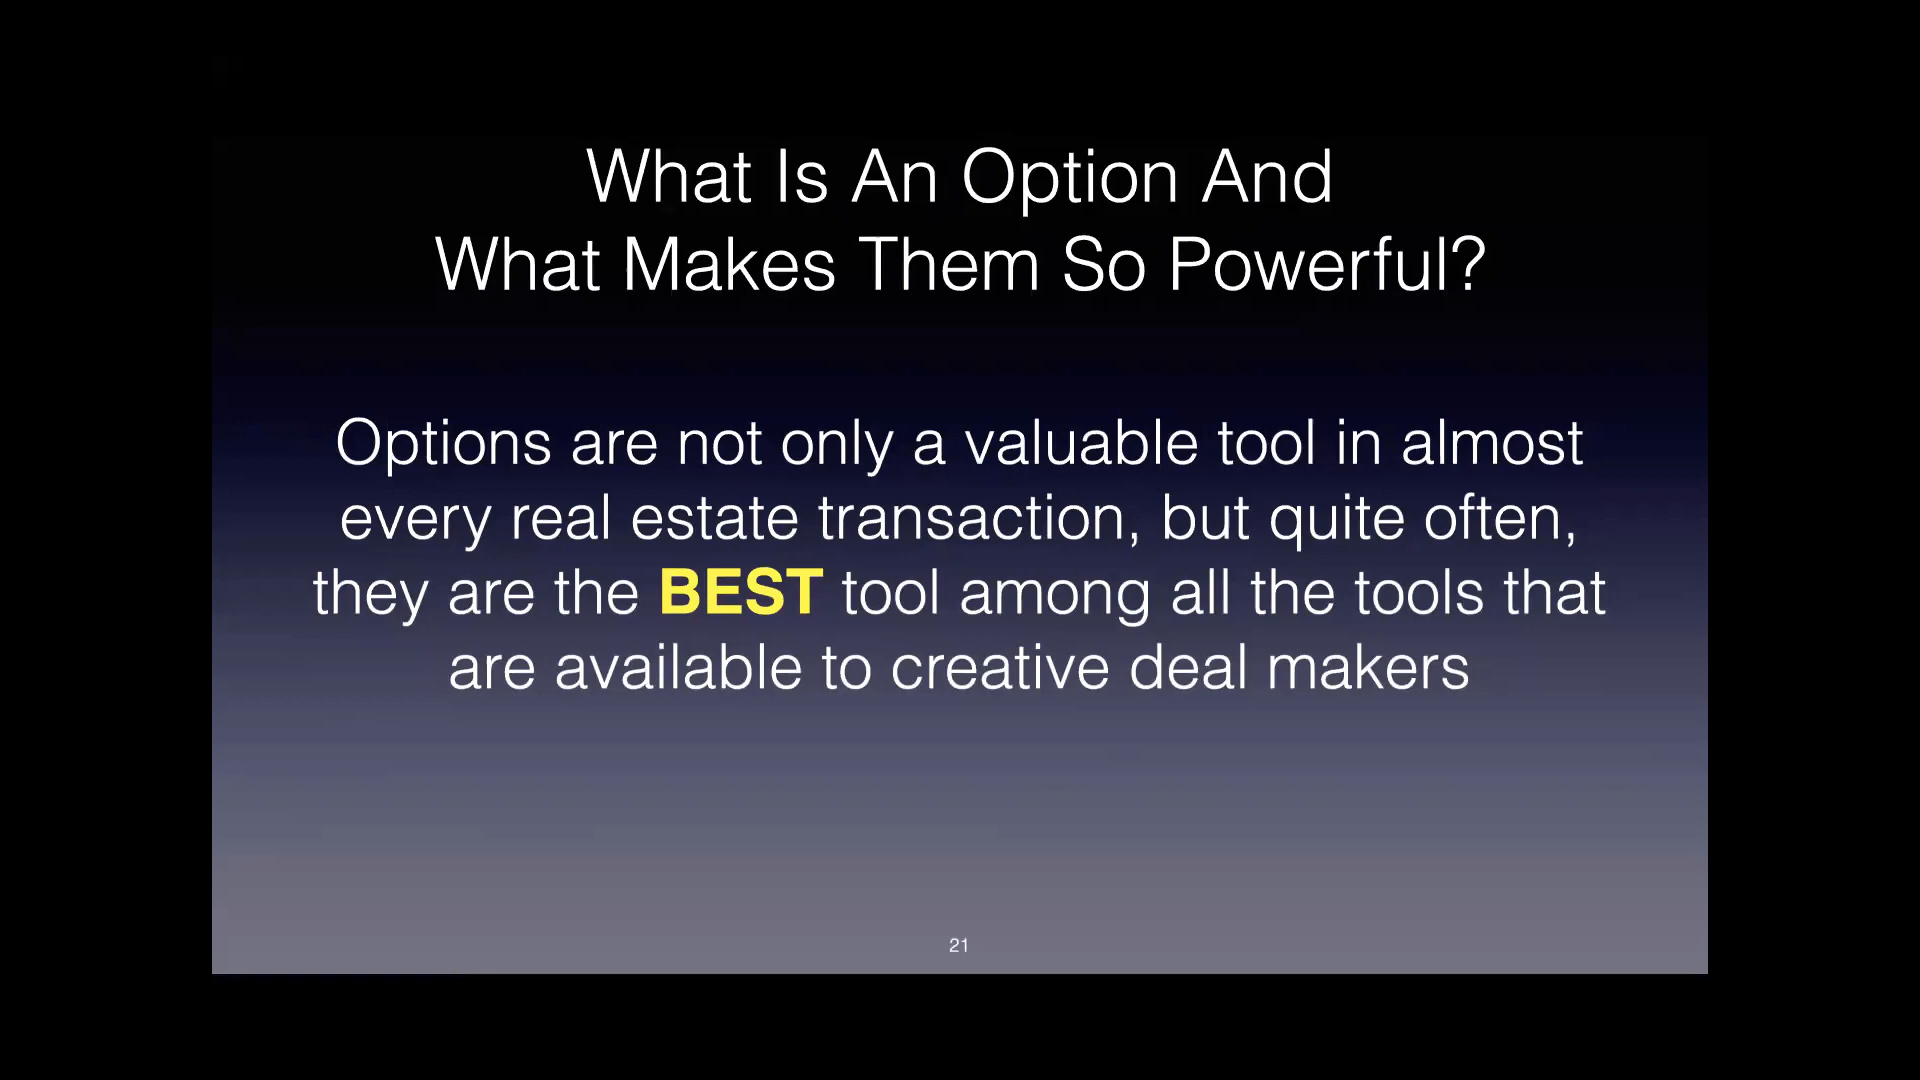 What Is An Option And
What Makes Them So Powerful?
Options are not only a valuable tool in almost
every real estate transaction, but quite often,
they are the BEST tool among all the tools that
are available to creative deal makers
21